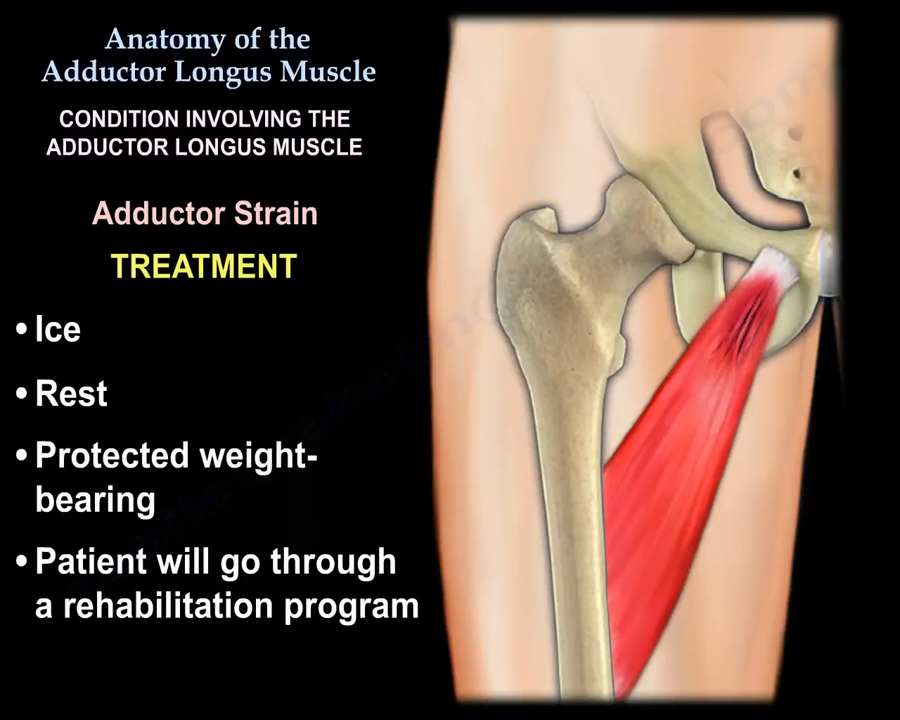 Anatomy of the
Adductor Longus Muscle
CONDITION INVOLVING THE
ADDUCTOR LONGUS MUSCLE
Adductor Strain
TREATMENT
• Ice
• Rest
• Protected weight-
bearing
• Patient will go through
a rehabilitation program